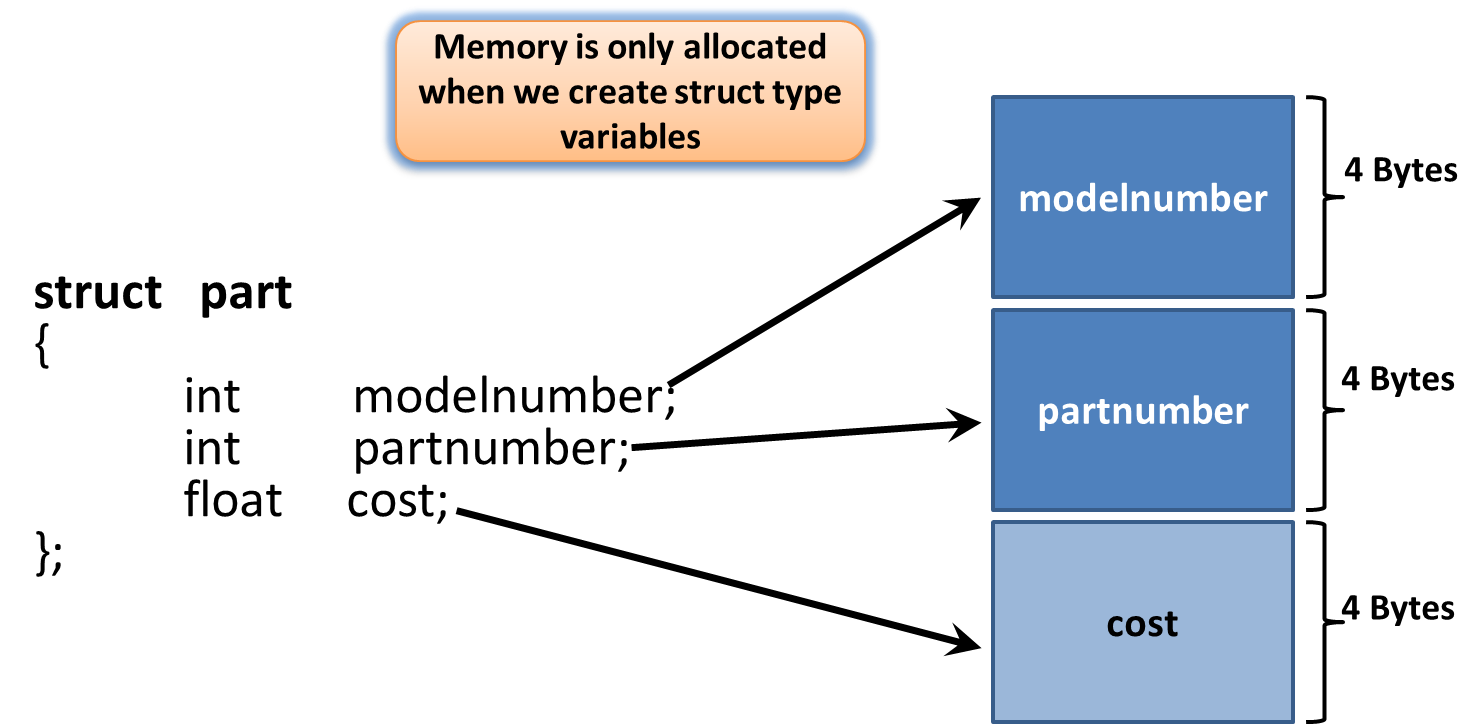 Memory is only allocated
when we create struct type
variables
struct part
{
int modelnumber;
int partnumber;
float cost;
};
modelnumber
4 Bytes
partnumber
4 Bytes
cost
4 Bytes